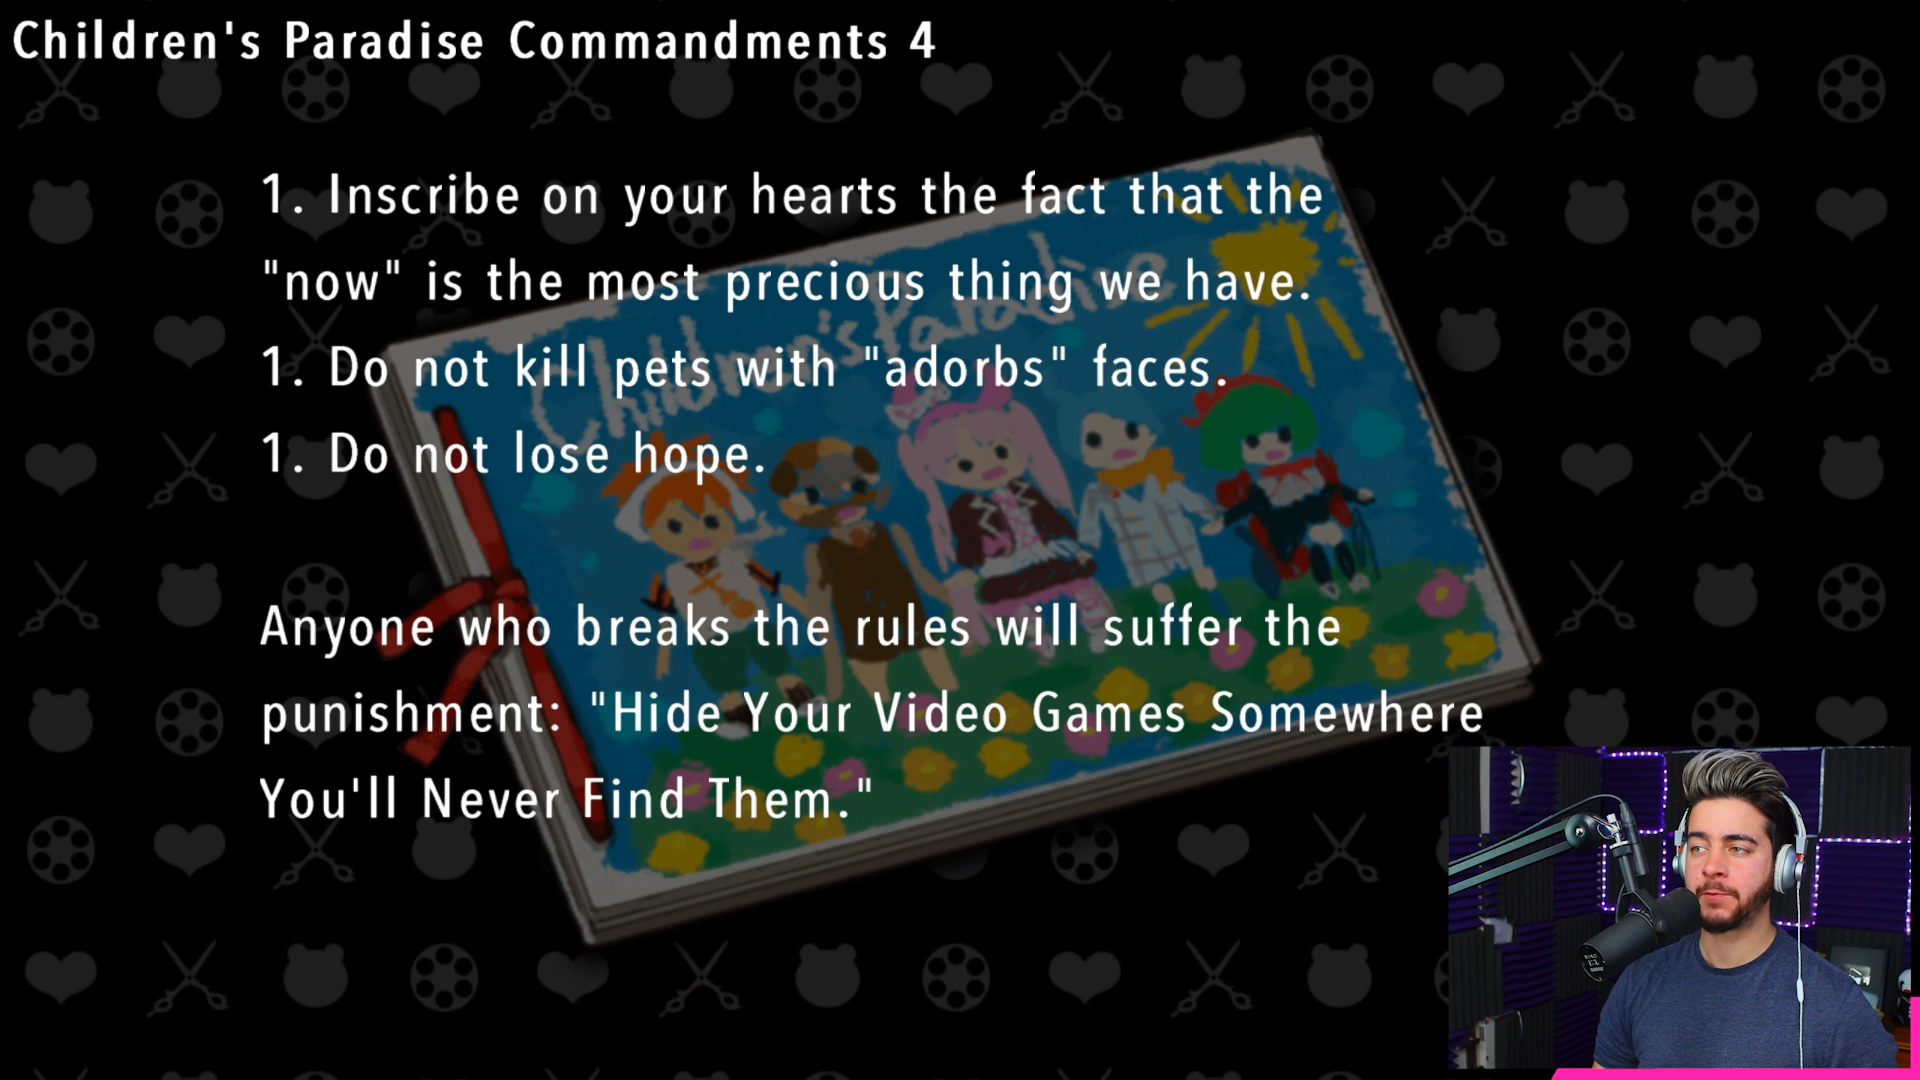 Children's Paradise Commandments 4
1. Inscribe on your hearts the fact that the
"now" is the most precious thing we have.
1. Do not kill pets with "adorbs" faces.
1. Do not lose hope.
Anyone who breaks the rules will suffer the
punishment: "Hide Your Video Games Somewhere
You'll Never Find Them."
Children's Paradise